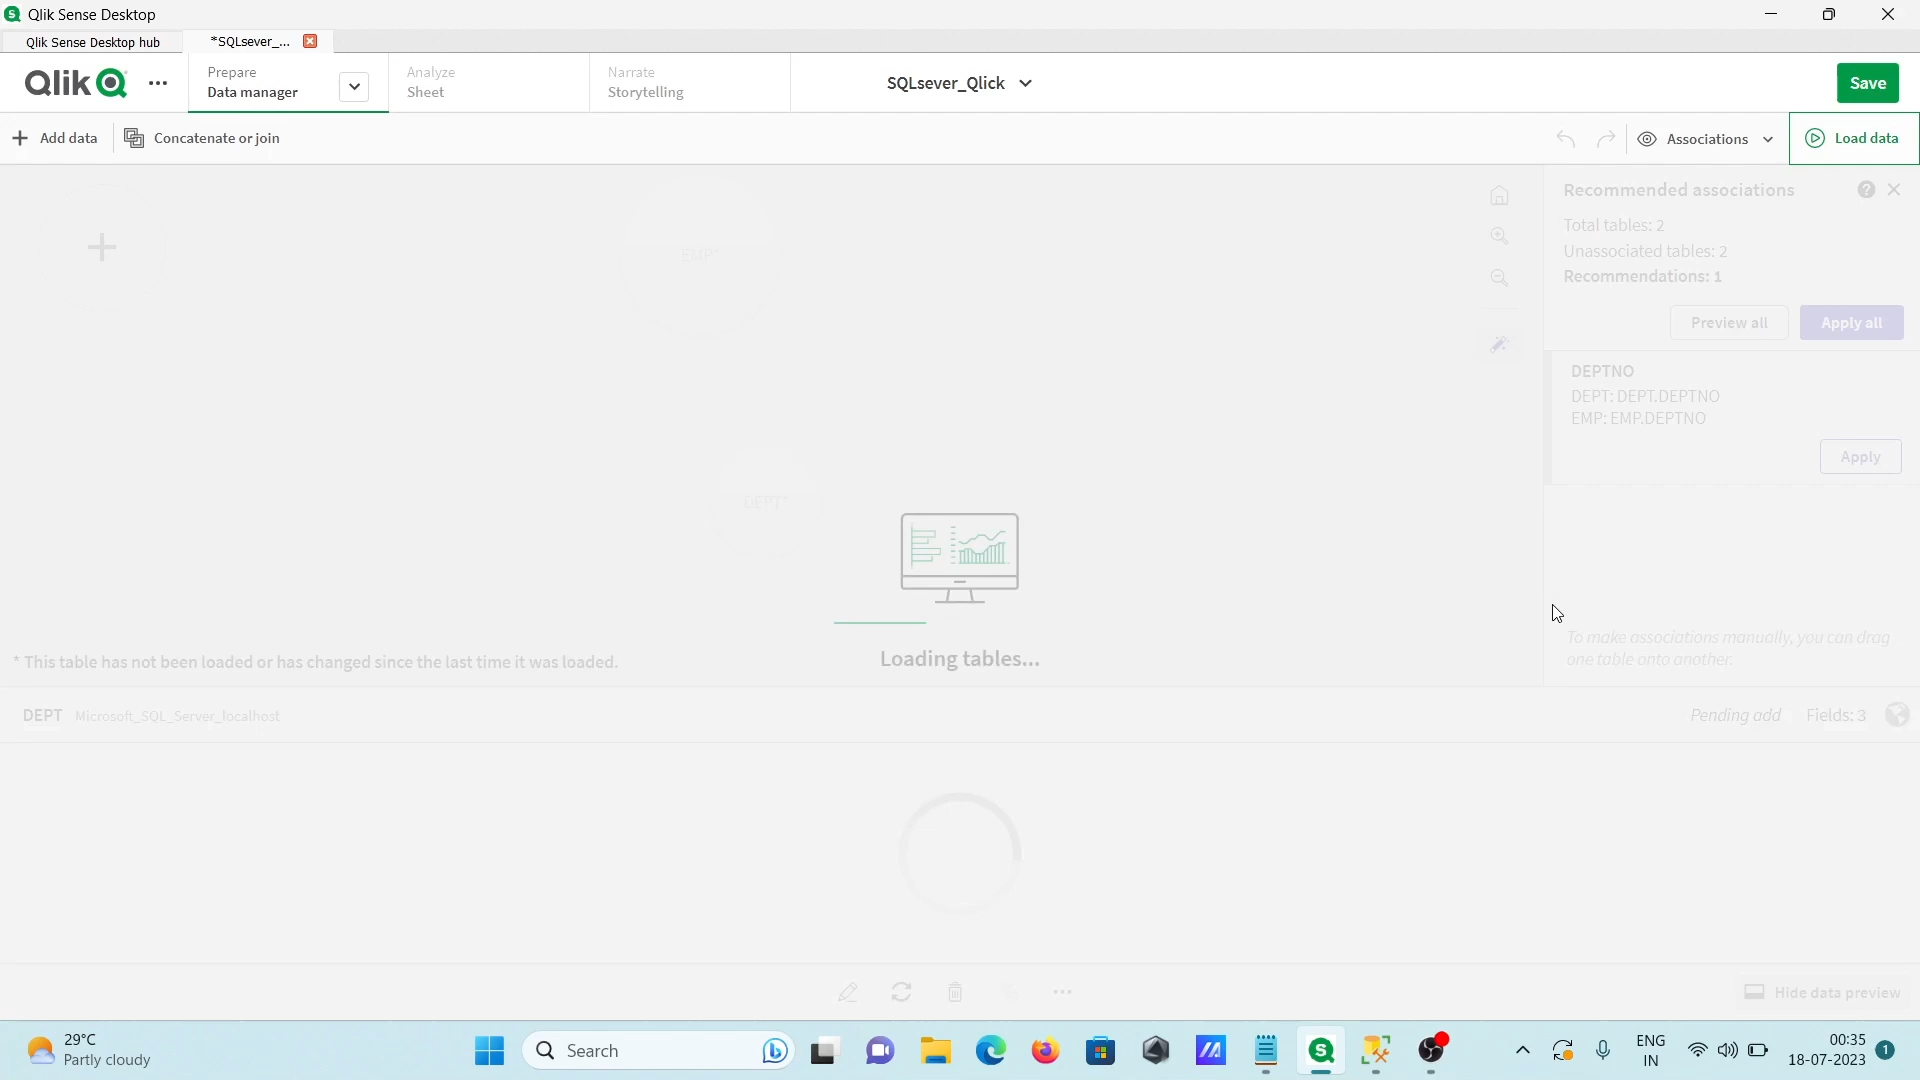 Qlik Sense Desktop
Qlik Sense Desktop hub
*SQLsever_...
Qlik
Prepare
Data manager
Analyze
Sheet
Narrate
Storytelling
SQLsever_Qlick
Save
Add data
Concatenate or join
Associations
Load data
EMP*
DEPT*
Recommended associations
Total tables: 2
Unassociated tables: 2
Recommendations: 1
Preview all
Apply all
DEPTNO
DEPT: DEPT.DEPTNO
EMP: EMP.DEPTNO
Apply
To make associations manually, you can drag
one table onto another.
* This table has not been loaded or has changed since the last time it was loaded.
Loading tables...
DEPT Microsoft_SQL_Server_localhost
Pending add
Fields: 3
Hide data preview
29°C
Partly cloudy
Search
ENG
IN
00:35
18-07-2023
1